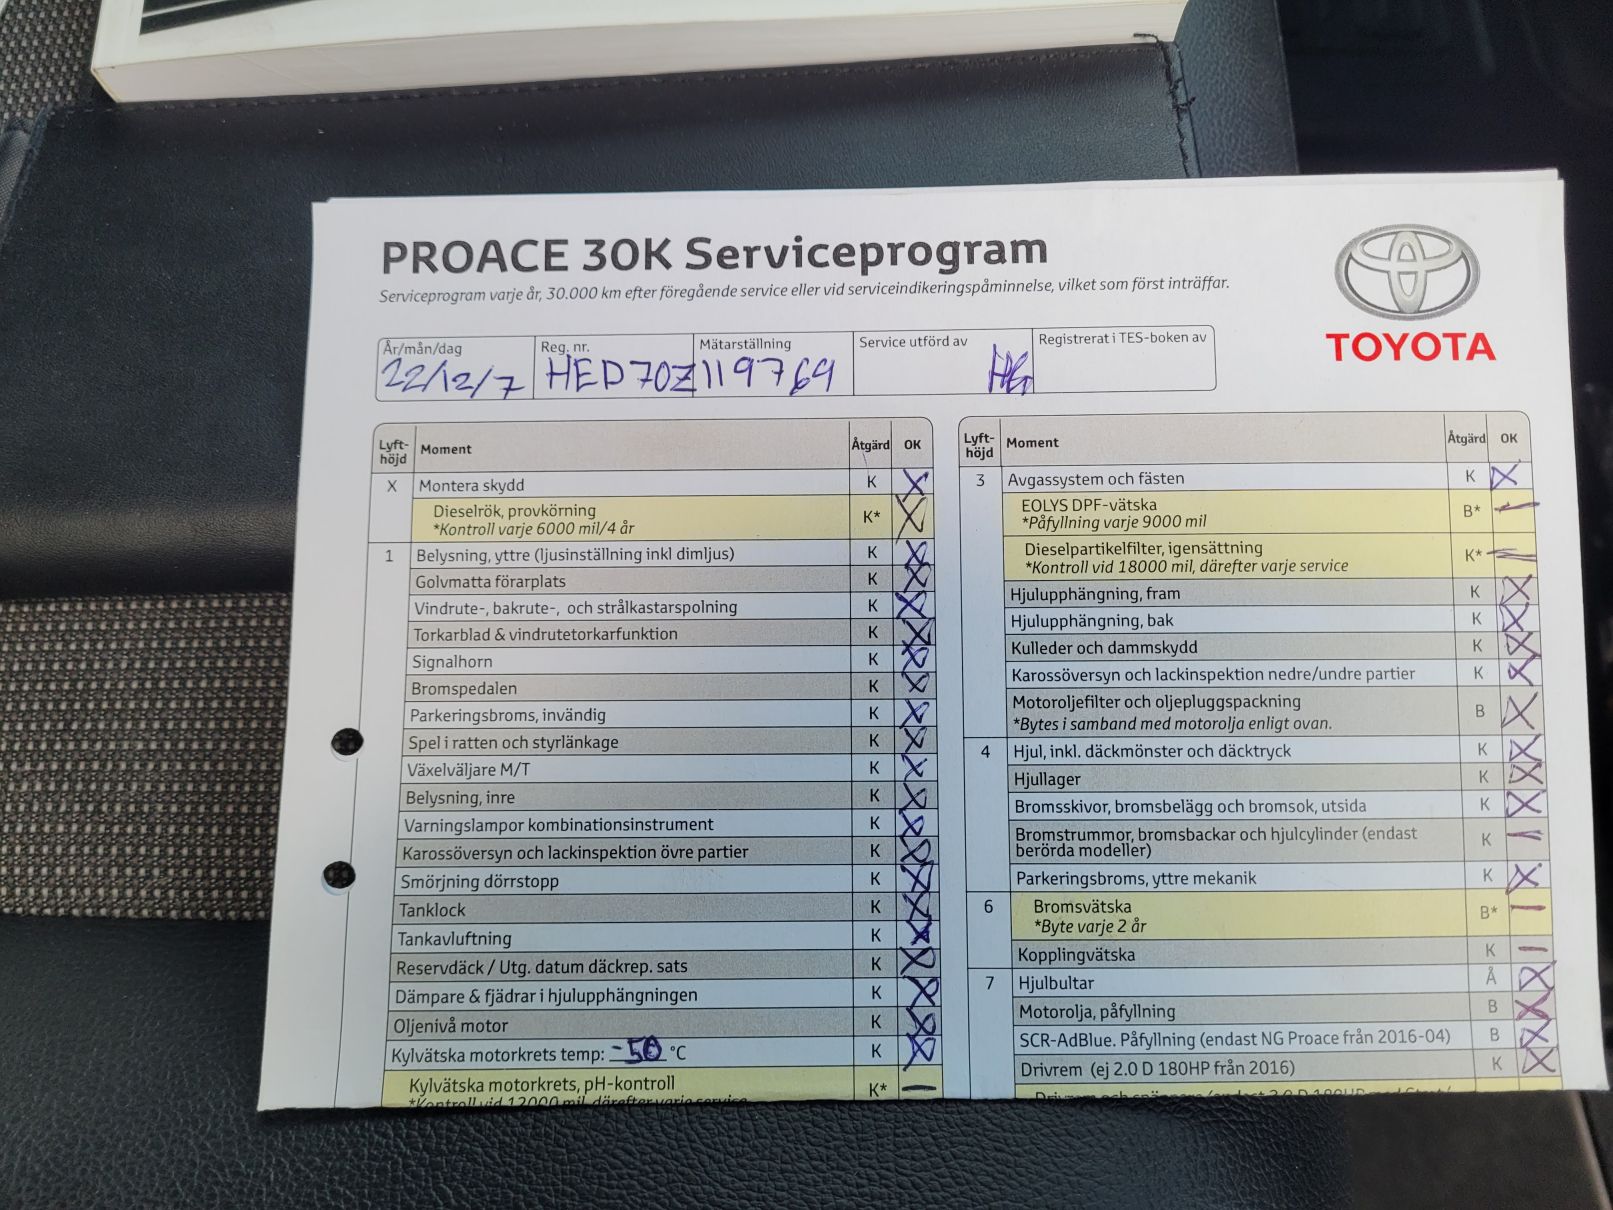 PROACE 30K Serviceprogram
Serviceprogram varje år, 30.000 km efter föregående service eller vid serviceindikeringspåminnelse, vilket som först inträffar.
TOYOTA
År/mån/dag Reg. nr. Mätarställning Service utförd av Registrerat i TES-boken av
22/12/7 HED70Z 119769 HG
Lyft-höjd Moment Åtgärd OK
X Montera skydd K X
Dieselrök, provkörning K* X
*Kontroll varje 6000 mil/4 år
1 Belysning, yttre (ljusinställning inkl dimljus) K X
Golvmatta förarplats K X
Vindrute-, bakrute-, och strålkastarspolning K X
Torkarblad & vindrutetorkarfunktion K X
Signalhorn K X
Bromspedalen K X
Parkeringsbroms, invändig K X
Spel i ratten och styrlänkage K X
Växelväljare M/T K X
Belysning, inre K X
Varningslampor kombinationsinstrument K X
Karossöversyn och lackinspektion övre partier K X
Smörjning dörrstopp K X
Tanklock K X
Tankavluftning K X
Reservdäck / Utg. datum däckrep. sats K X
Dämpare & fjädrar i hjulupphängningen K X
Oljenivå motor K X
Kylvätska motorkrets temp: -50 °C K X
Kylvätska motorkrets, pH-kontroll K* —
*Kontroll vid 12000 mil, därefter varje service
Lyft-höjd Moment Åtgärd OK
3 Avgassystem och fästen K X
EOLYS DPF-vätska B* —
*Påfyllning varje 9000 mil
Dieselpartikelfilter, igensättning K* —
*Kontroll vid 18000 mil, därefter varje service
Hjulupphängning, fram K X
Hjulupphängning, bak K X
Kulleder och dammskydd K X
Karossöversyn och lackinspektion nedre/undre partier K X
Motoroljefilter och oljepluggspackning B X
*Bytes i samband med motorolja enligt ovan.
4 Hjul, inkl. däckmönster och däcktryck K X
Hjullager K X
Bromsskivor, bromsbelägg och bromsok, utsida K X
Bromstrummor, bromsbackar och hjulcylinder (endast K —
berörda modeller)
Parkeringsbroms, yttre mekanik K X
6 Bromsvätska B* —
*Byte varje 2 år
Kopplingvätska K —
7 Hjulbultar Å X
Motorolja, påfyllning B X
SCR-AdBlue. Påfyllning (endast NG Proace från 2016-04) B X
Drivrem (ej 2.0 D 180HP från 2016) K X